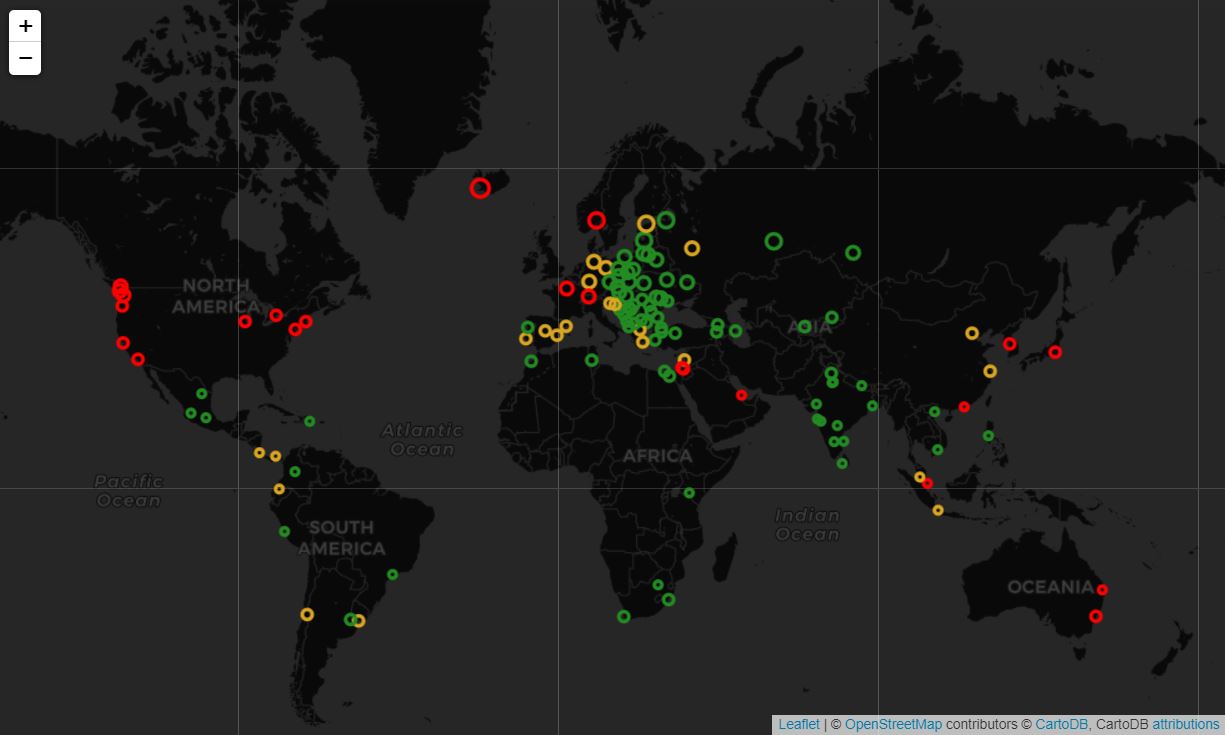 +
−
NORTH
AMERICA
ASIA
Atlantic
Ocean
AFRICA
Pacific
Ocean
Indian
Ocean
SOUTH
AMERICA
OCEANIA
Leaflet | © OpenStreetMap contributors © CartoDB, CartoDB attributions